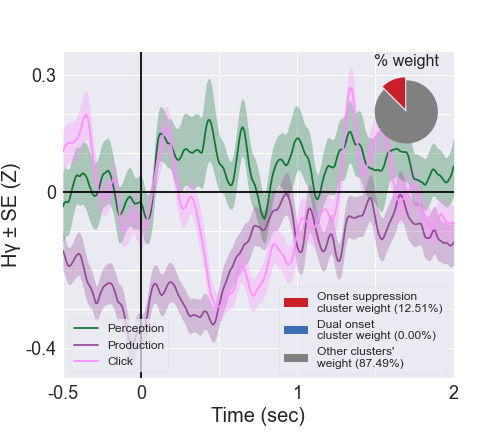 % weight
0.3
0
-0.4
Hγ ± SE (Z)
Perception
Production
Click
Onset suppression
cluster weight (12.51%)
Dual onset
cluster weight (0.00%)
Other clusters'
weight (87.49%)
-0.5
0
1
2
Time (sec)